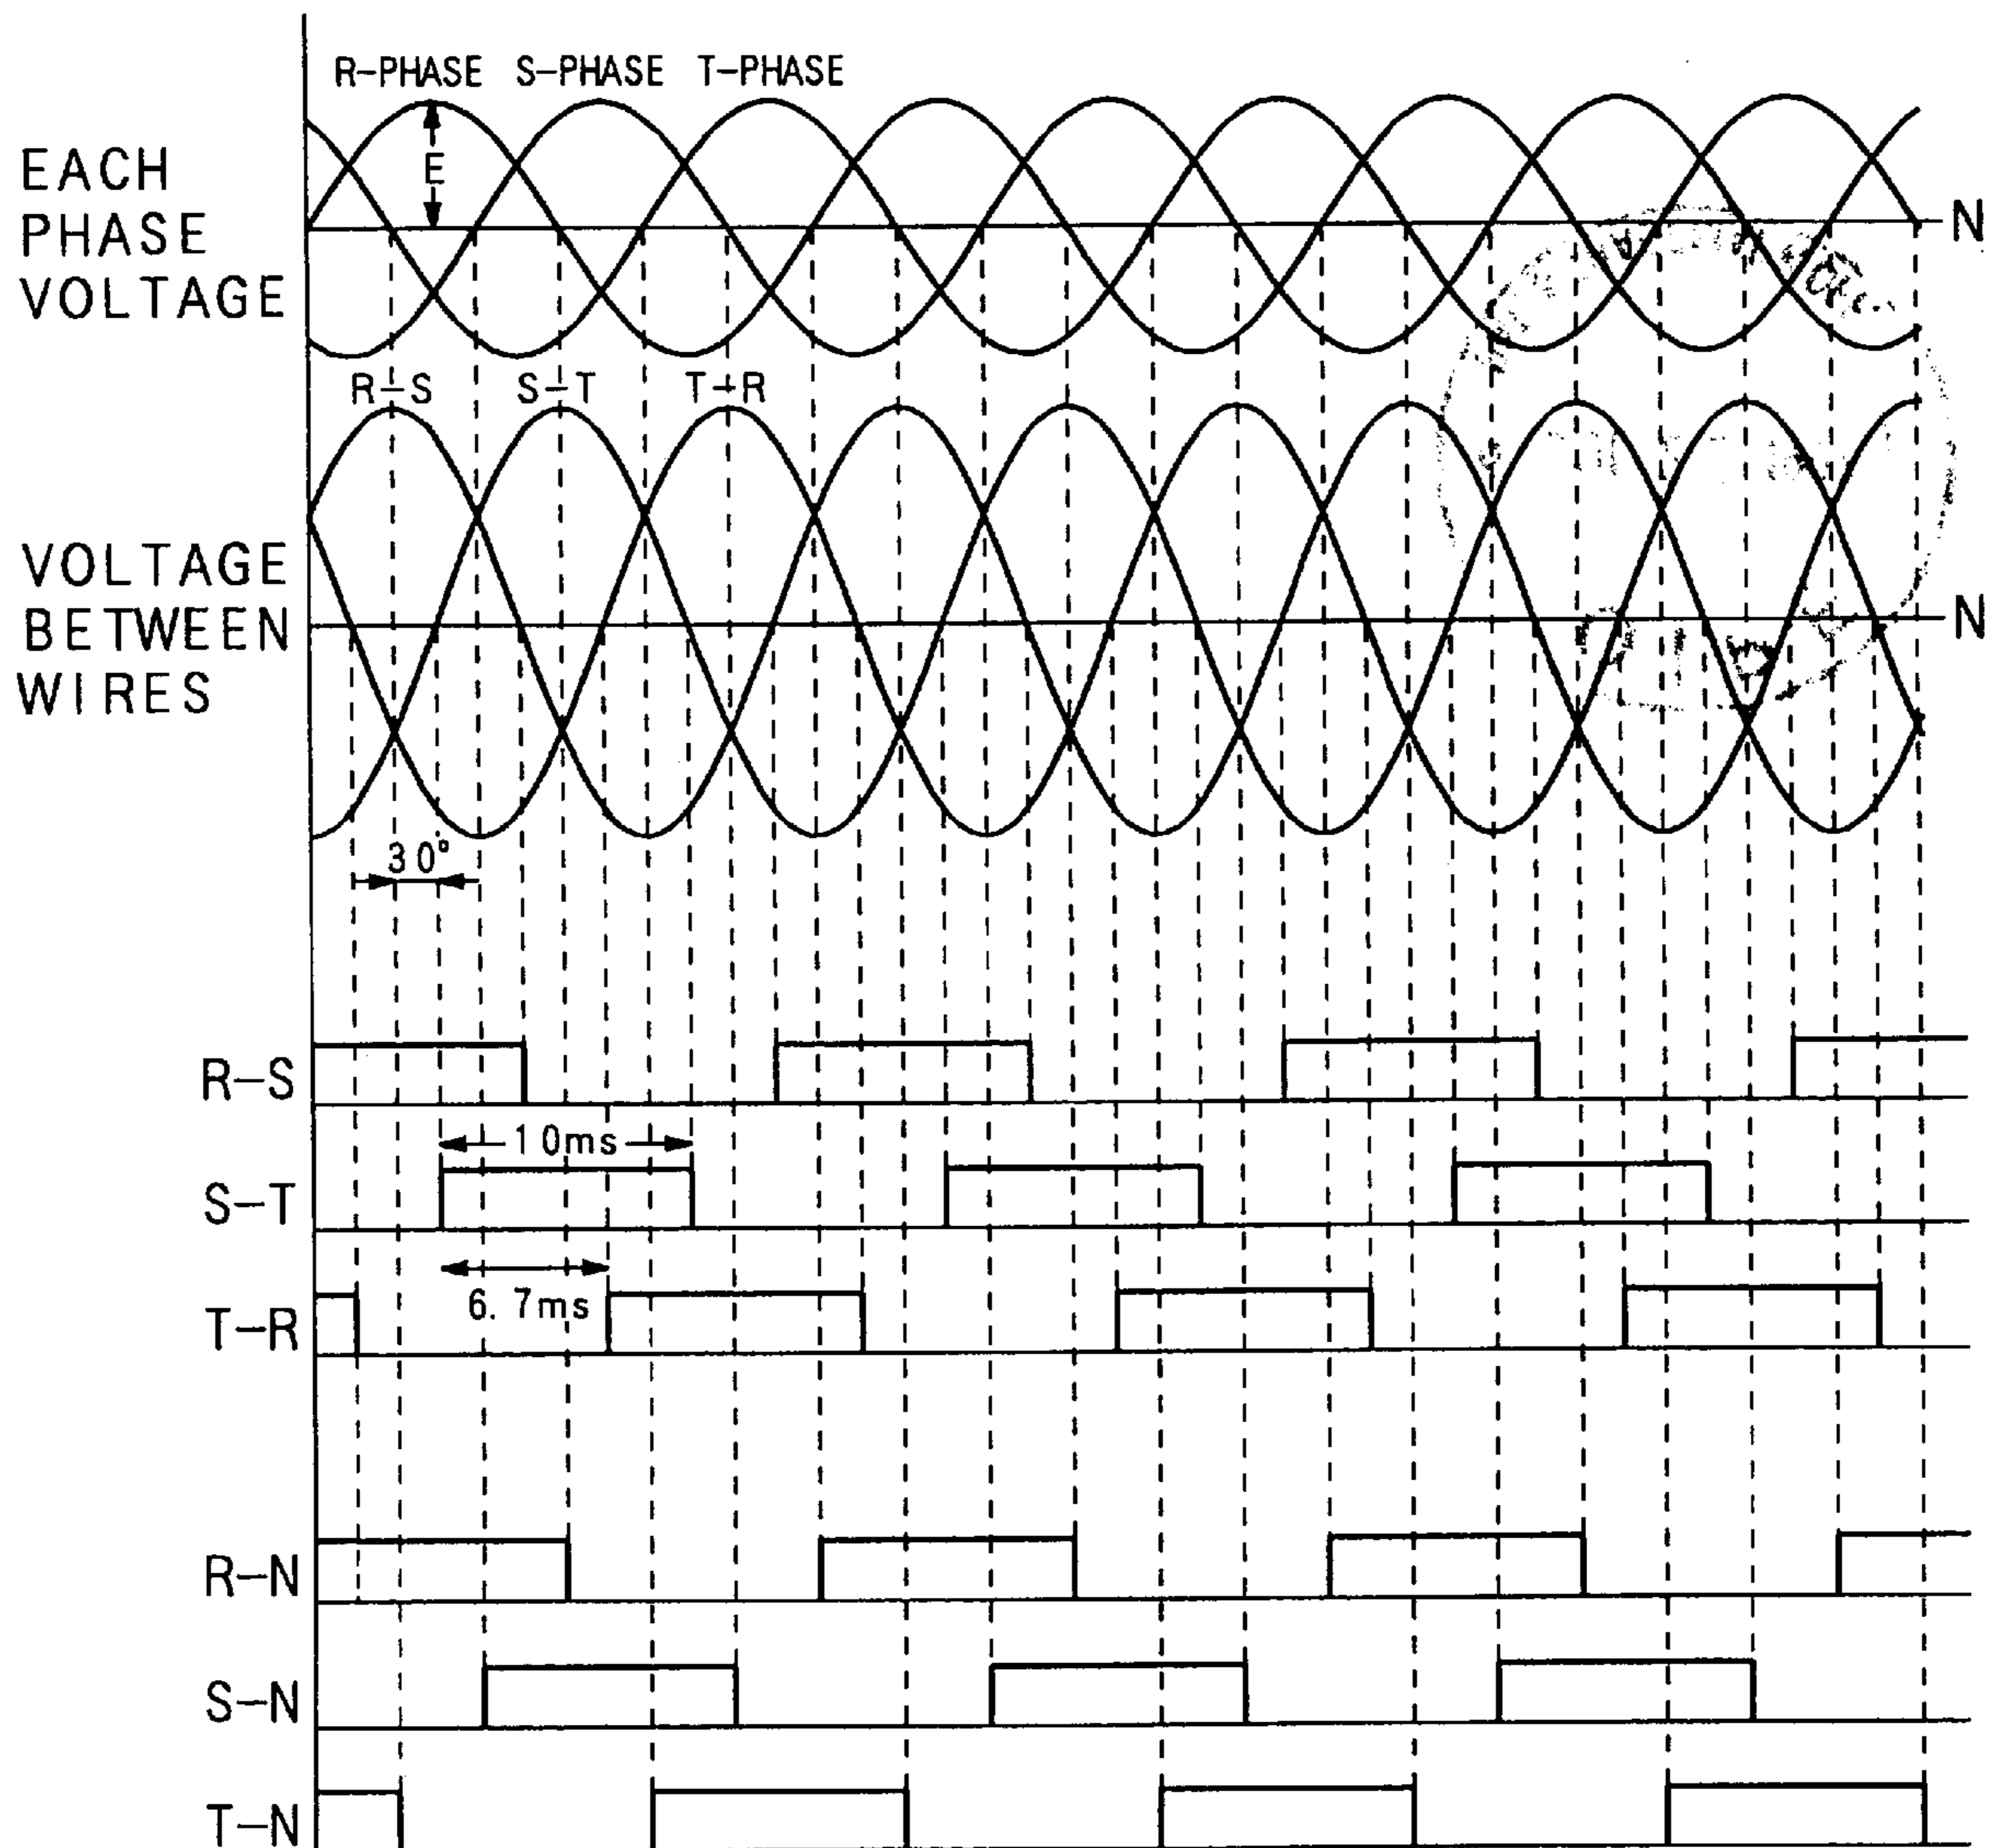 R-PHASE S-PHASE T-PHASE
EACH
PHASE
VOLTAGE
E
N
R-S S-T T-R
VOLTAGE
BETWEEN
WIRES
N
30°
R-S
10ms
S-T
6.7ms
T-R
R-N
S-N
T-N